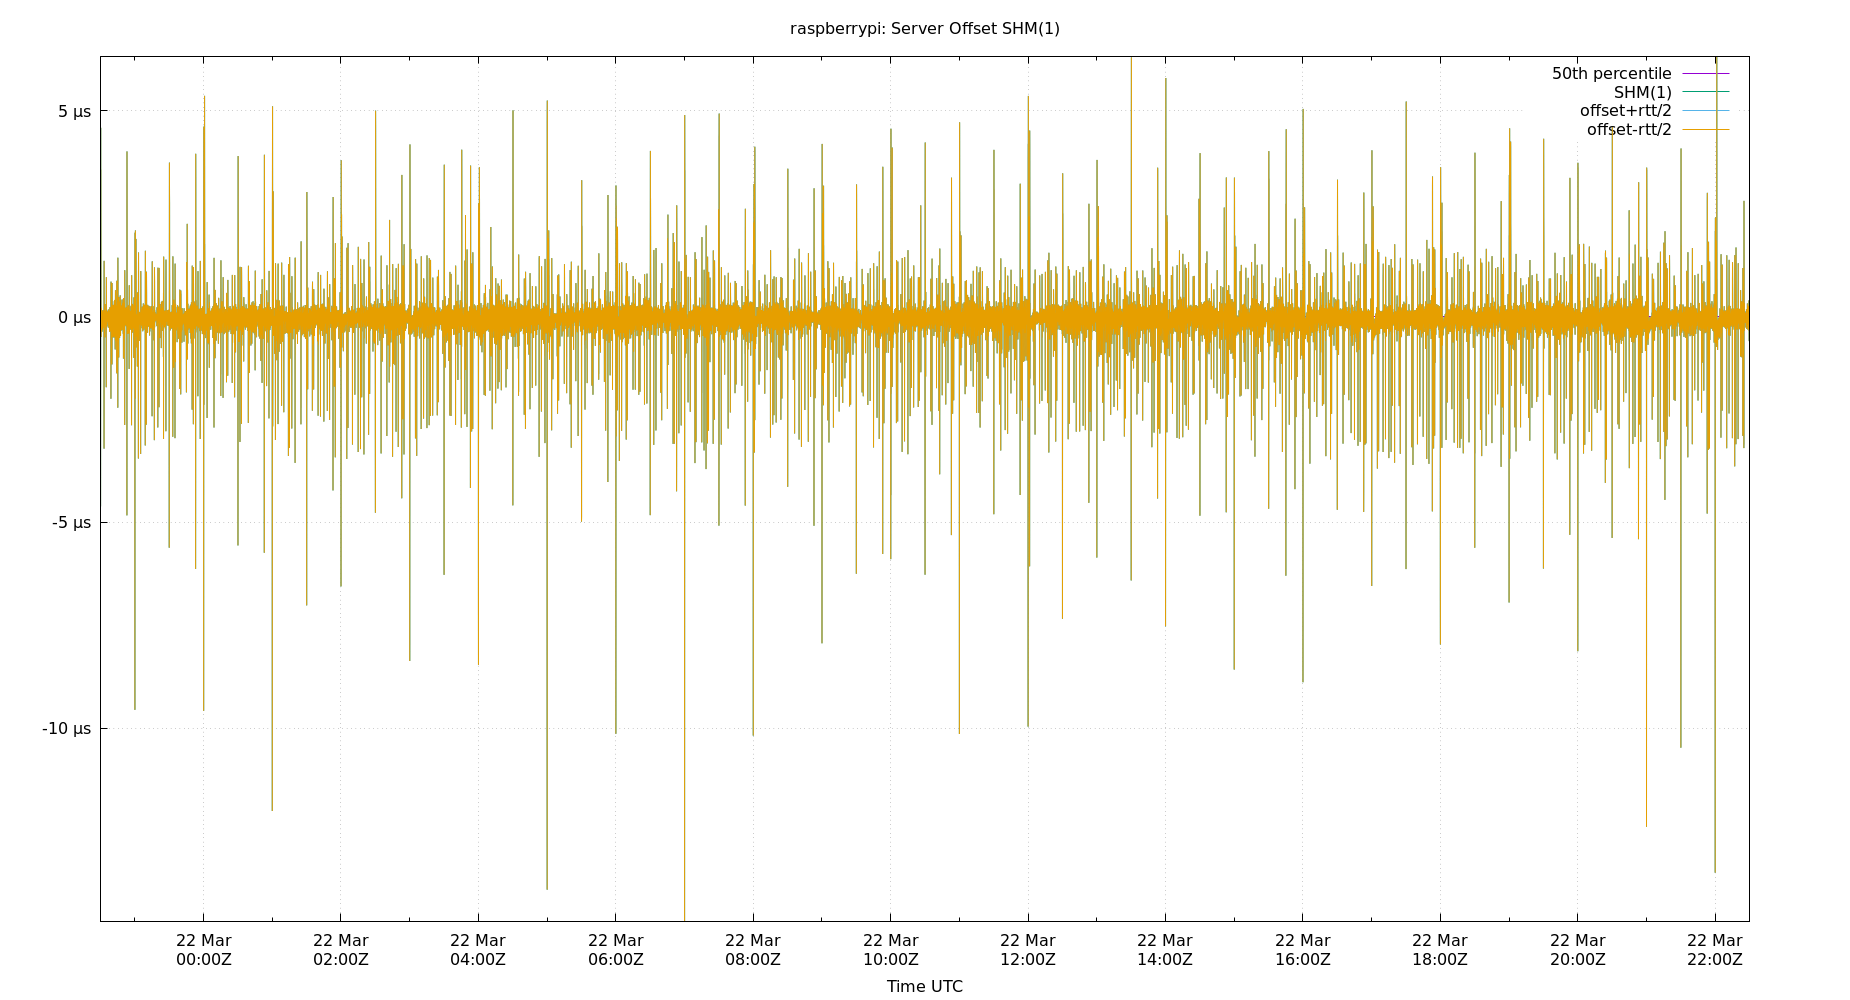 raspberrypi: Server Offset SHM(1)
50th percentile
SHM(1)
offset+rtt/2
offset-rtt/2
5 µs
0 µs
-5 µs
-10 µs
22 Mar 22 Mar 22 Mar 22 Mar 22 Mar 22 Mar 22 Mar 22 Mar 22 Mar 22 Mar 22 Mar 22 Mar
00:00Z 02:00Z 04:00Z 06:00Z 08:00Z 10:00Z 12:00Z 14:00Z 16:00Z 18:00Z 20:00Z 22:00Z
Time UTC